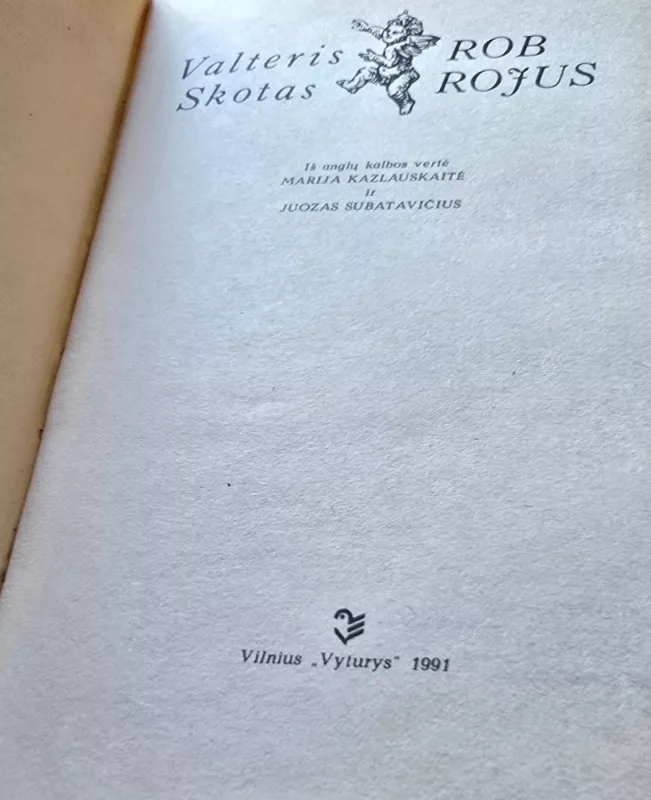 Valteris
Skotas
ROB
ROJUS
Iš anglų kalbos vertė
MARIJA KAZLAUSKAITĖ
ir
JUOZAS SUBATAVIČIUS
Vilnius „Vyturys“ 1991